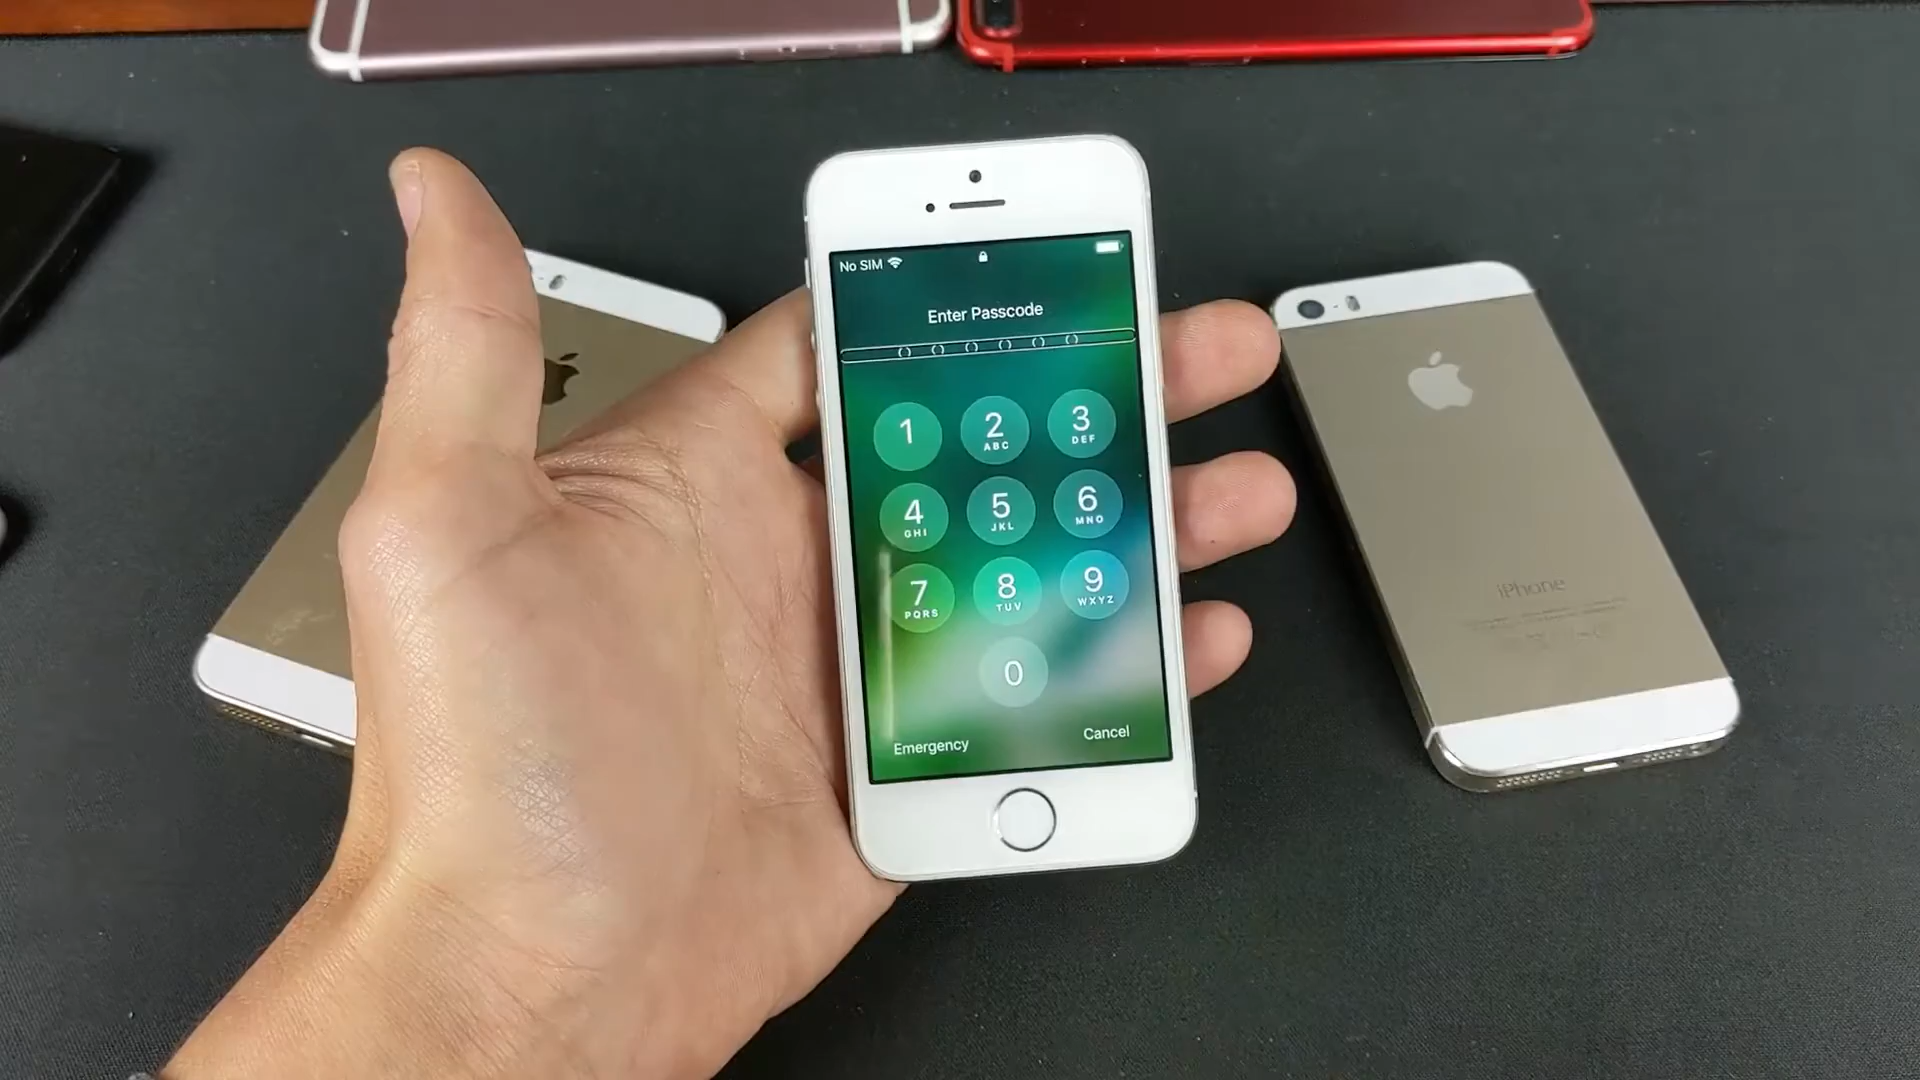 No SIM
Enter Passcode
1
2
ABC
3
DEF
4
GHI
5
JKL
6
MNO
7
PQRS
8
TUV
9
WXYZ
0
Emergency
Cancel
iPhone